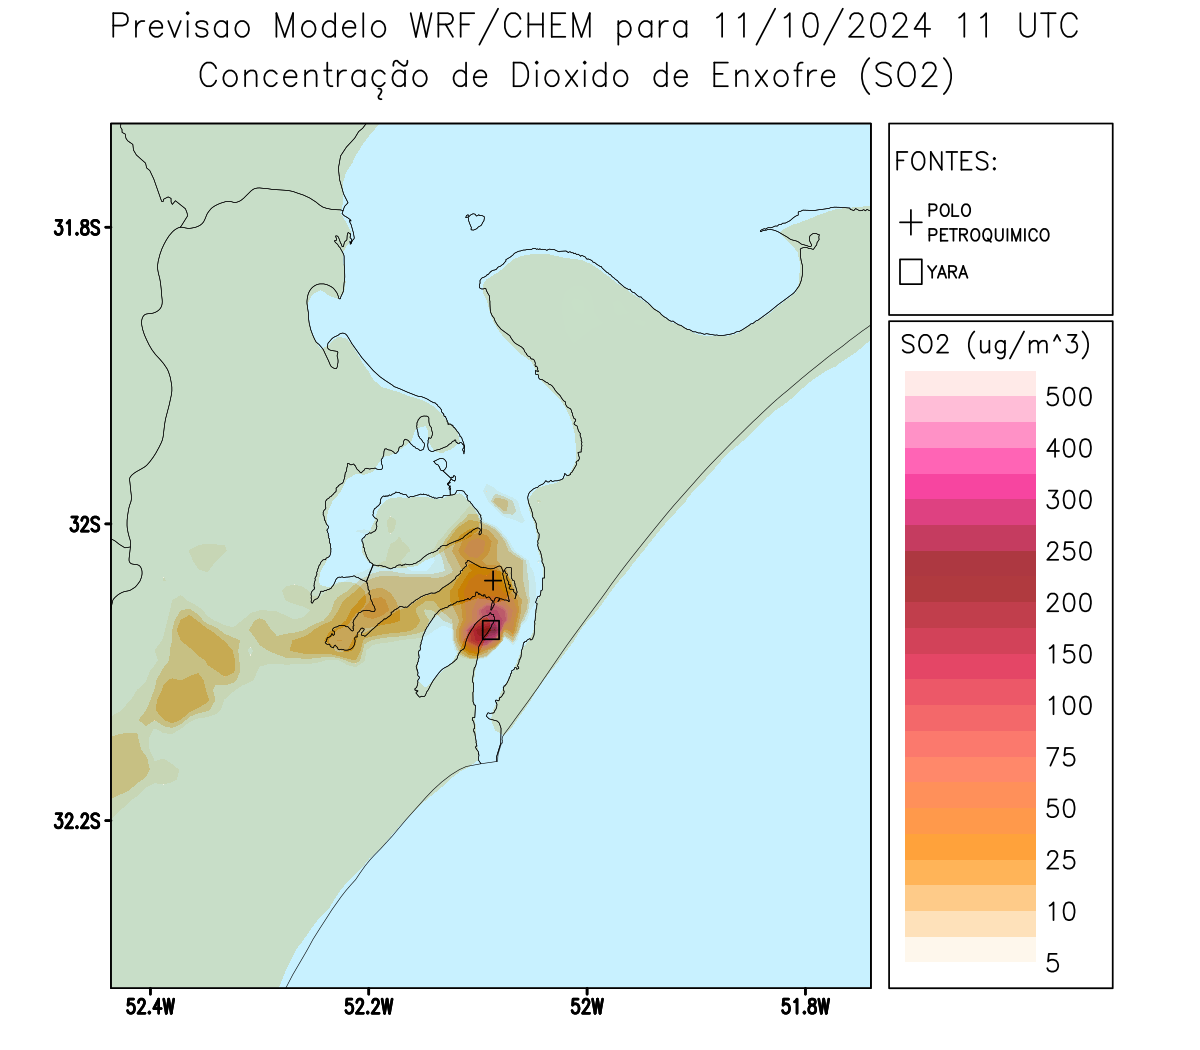 Previsao Modelo WRF/CHEM para 11/10/2024 11 UTC
Concentração de Dioxido de Enxofre (SO2)
FONTES:
POLO
PETROQUIMICO
YARA
31.8S
32S
32.2S
52.4W
52.2W
52W
51.8W
SO2 (ug/m^3)
500
400
300
250
200
150
100
75
50
25
10
5